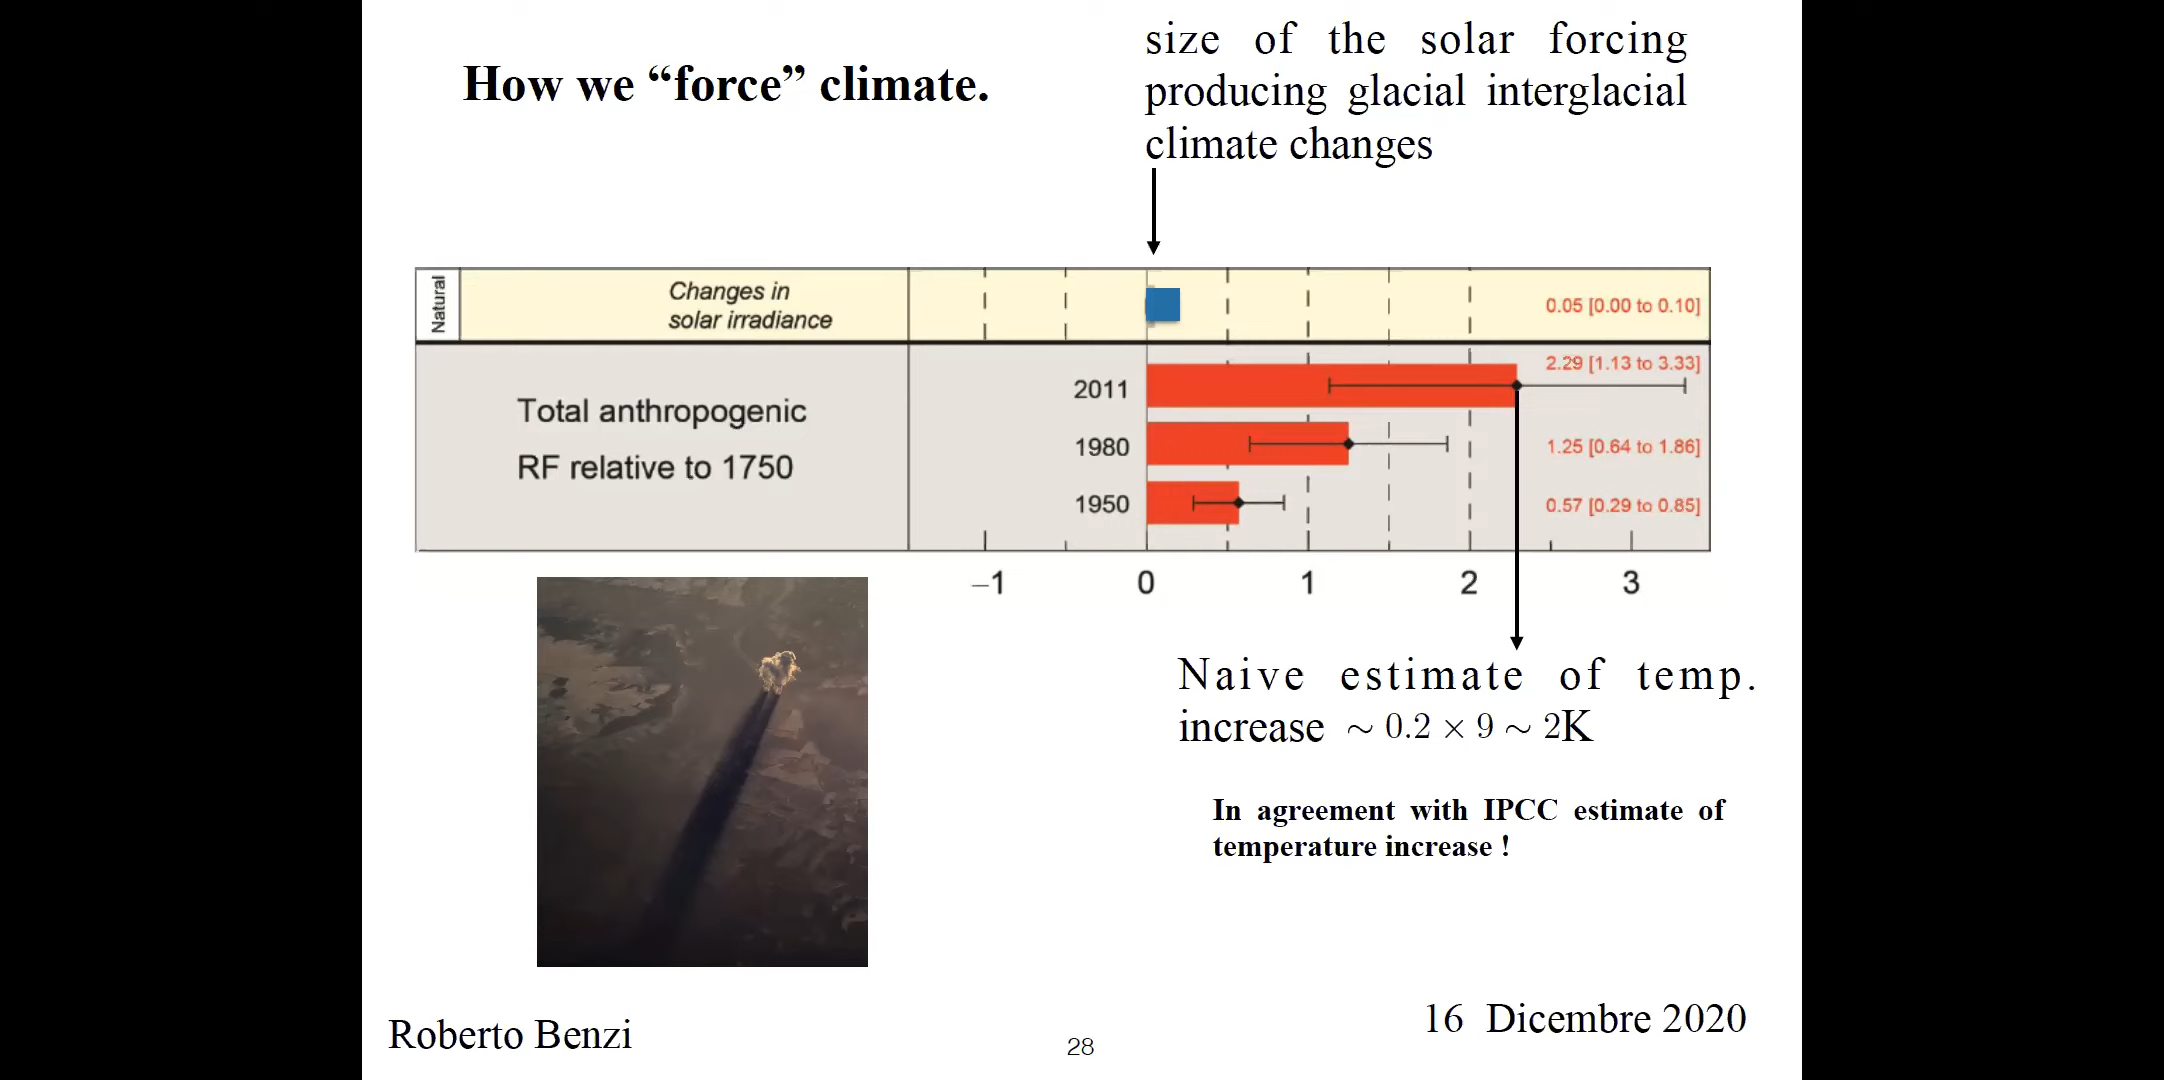 How we “force” climate.
size of the solar forcing
producing glacial interglacial
climate changes
Natural
Changes in
solar irradiance
0.05 [0.00 to 0.10]
Total anthropogenic
RF relative to 1750
2011
2.29 [1.13 to 3.33]
1980
1.25 [0.64 to 1.86]
1950
0.57 [0.29 to 0.85]
−1 0 1 2 3
Naive estimate of temp.
increase ∼ 0.2 × 9 ∼ 2K
In agreement with IPCC estimate of
temperature increase !
Roberto Benzi
28
16 Dicembre 2020